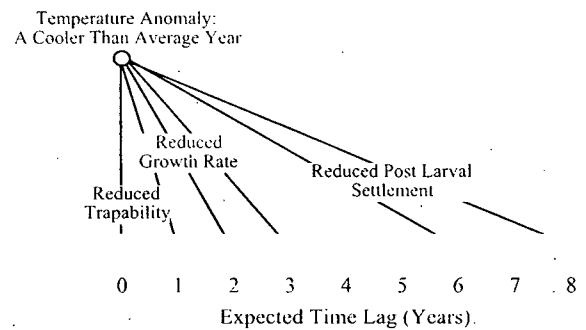 Temperature Anomaly:
A Cooler Than Average Year
Reduced
Growth Rate
Reduced Post Larval
Settlement
Reduced
Trapability
0 1 2 3 4 5 6 7 8
Expected Time Lag (Years)